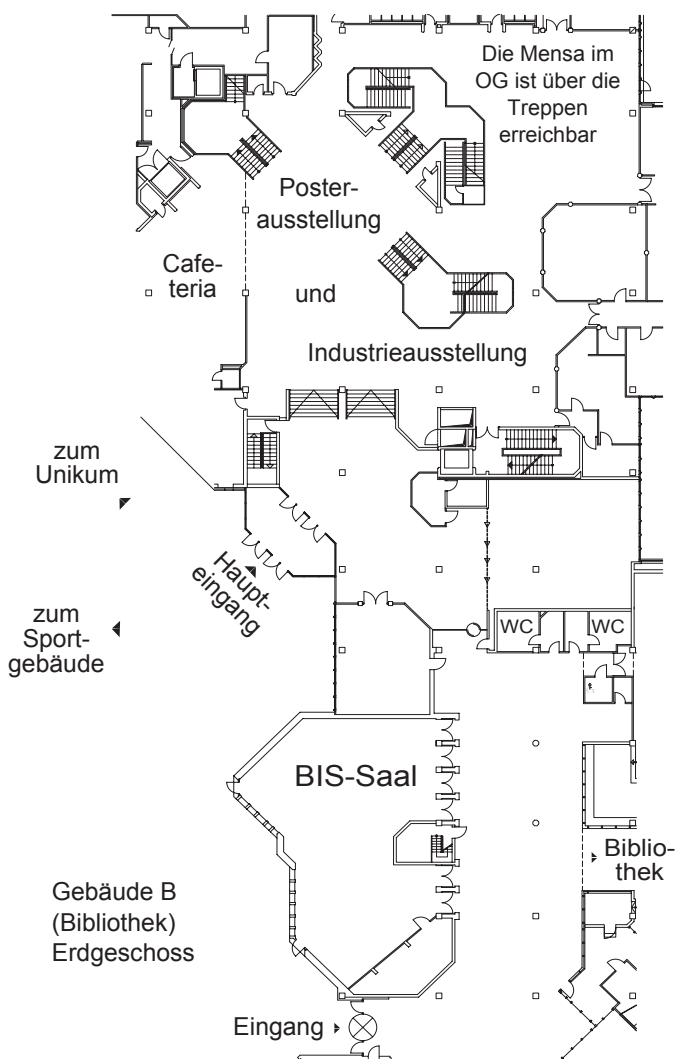 Die Mensa im
OG ist über die
Treppen
erreichbar
Poster-
ausstellung
Cafe-
teria
und
Industrieausstellung
zum
Unikum
Haupt-
eingang
zum
Sport-
gebäude
WC
WC
BIS-Saal
Biblio-
thek
Gebäude B
(Bibliothek)
Erdgeschoss
Eingang